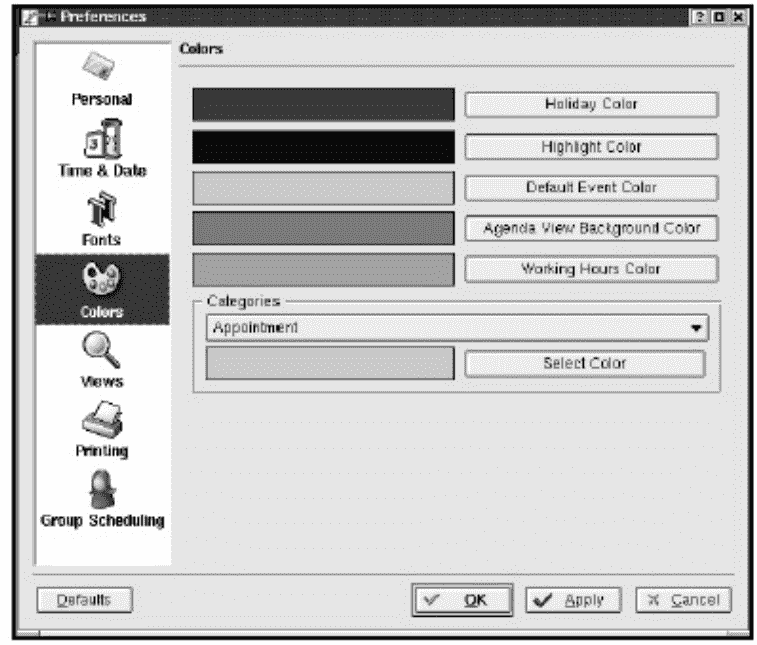 Preferences
Colors
Personal
Time & Date
Fonts
Colors
Views
Printing
Group Scheduling
Holiday Color
Highlight Color
Default Event Color
Agenda View Background Color
Working Hours Color
Categories
Appointment
Select Color
Defaults
OK
Apply
Cancel